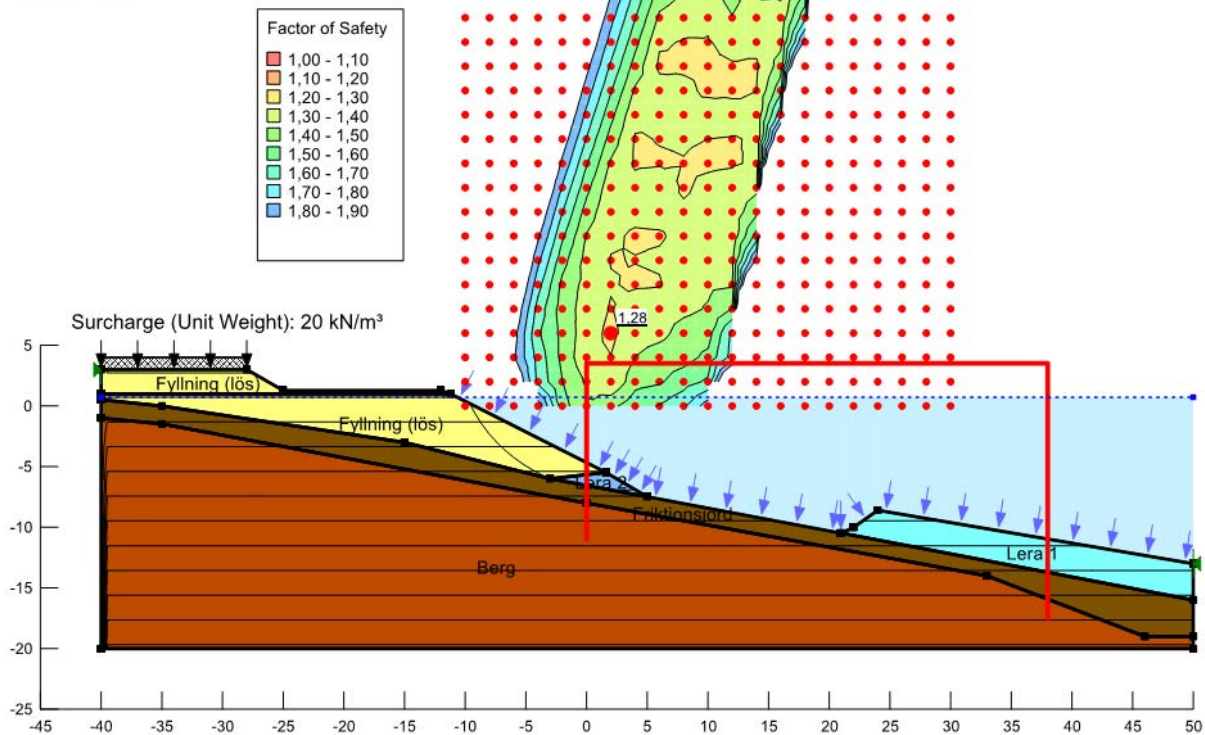 Factor of Safety
1,00 - 1,10
1,10 - 1,20
1,20 - 1,30
1,30 - 1,40
1,40 - 1,50
1,50 - 1,60
1,60 - 1,70
1,70 - 1,80
1,80 - 1,90
1,28
Surcharge (Unit Weight): 20 kN/m³
Fyllning (lös)
Fyllning (lös)
Lera 2
Friktionsjord
Lera 1
Berg
5
0
-5
-10
-15
-20
-25
-45 -40 -35 -30 -25 -20 -15 -10 -5 0 5 10 15 20 25 30 35 40 45 50